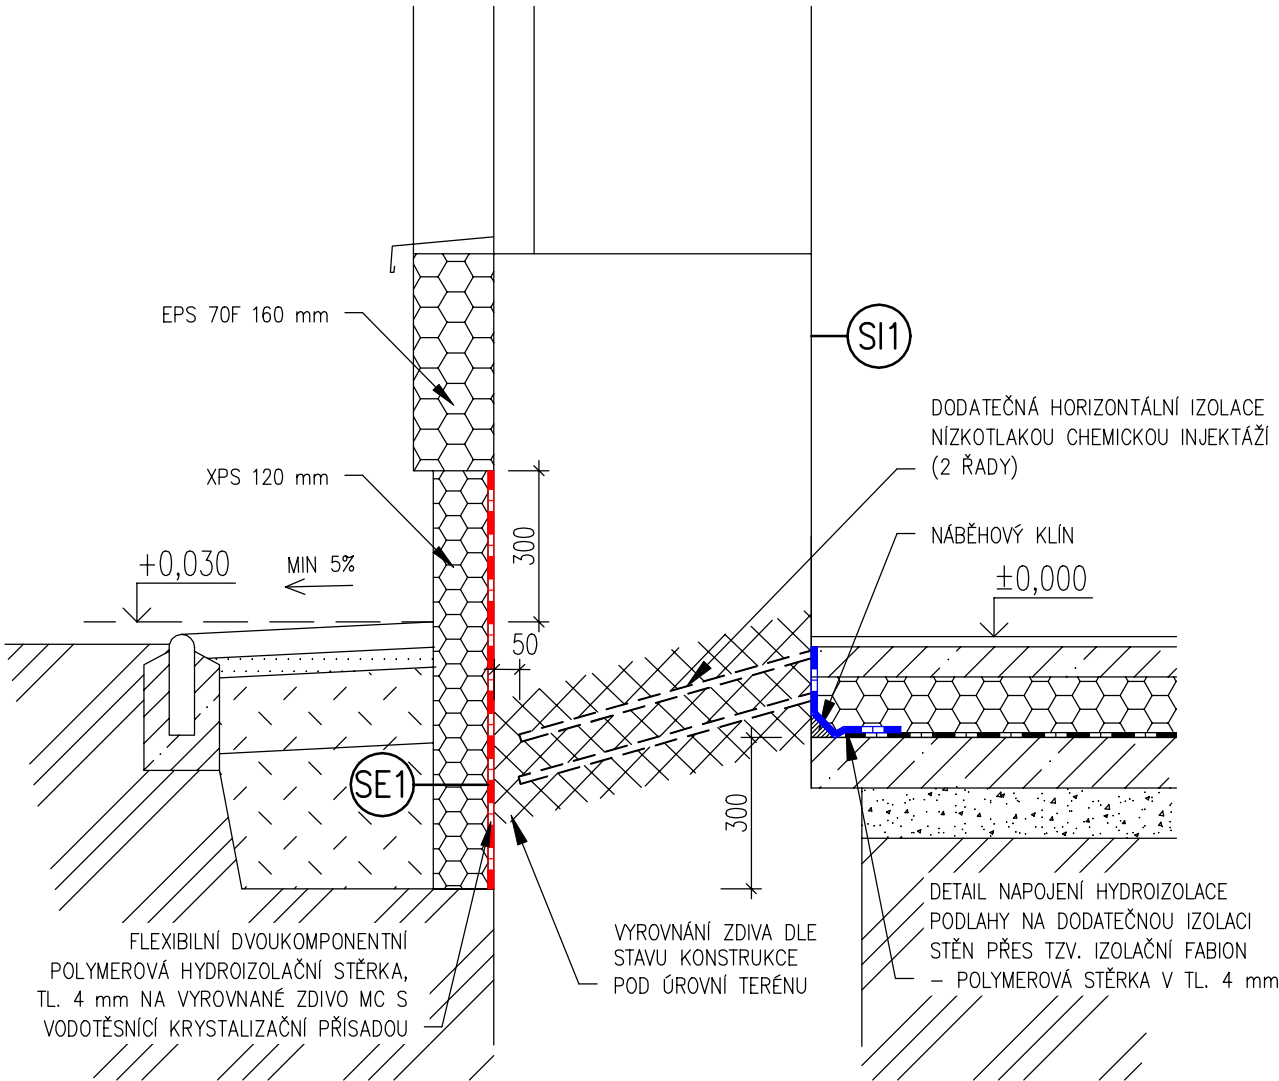 EPS 70F 160 mm
SI1
DODATEČNÁ HORIZONTÁLNÍ IZOLACE
NÍZKOTLAKOU CHEMICKOU INJEKTÁŽÍ
(2 ŘADY)
XPS 120 mm
300
NÁBĚHOVÝ KLÍN
+0,030
MIN 5%
±0,000
50
SE1
300
FLEXIBILNÍ DVOUKOMPONENTNÍ
POLYMEROVÁ HYDROIZOLAČNÍ STĚRKA,
TL. 4 mm NA VYROVNANÉ ZDIVO MC S
VODOTĚSNÍCÍ KRYSTALIZAČNÍ PŘÍSADOU
VYROVNÁNÍ ZDIVA DLE
STAVU KONSTRUKCE
POD ÚROVNÍ TERÉNU
DETAIL NAPOJENÍ HYDROIZOLACE
PODLAHY NA DODATEČNOU IZOLACI
STĚN PŘES TZV. IZOLAČNÍ FABION
– POLYMEROVÁ STĚRKA V TL. 4 mm